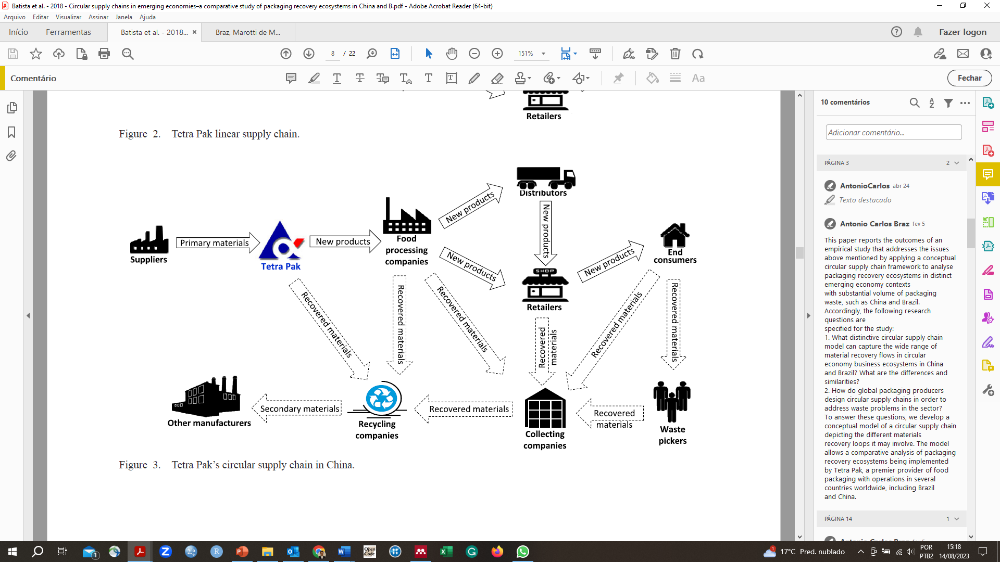 Batista et al. - 2018 - Circular supply chains in emerging economies–a comparative study of packaging recovery ecosystems in China and B.pdf - Adobe Acrobat Reader (64-bit)
Arquivo Editar Visualizar Assinar Janela Ajuda
Início Ferramentas Batista et al. - 2018... Braz, Marotti de M... Fazer logon
8 / 22 151%
Comentário Fechar
Retailers
Figure 2. Tetra Pak linear supply chain.
Distributors
New products
New products
Suppliers
Primary materials
Tetra Pak
New products
Food
processing
companies
New products
SHOP
Retailers
New products
End
consumers
Recovered materials
Recovered materials
Recovered materials
Recovered
materials
Recovered materials
Recovered materials
Other manufacturers
Secondary materials
Recycling
companies
Recovered materials
Collecting
companies
Recovered
materials
Waste
pickers
Figure 3. Tetra Pak’s circular supply chain in China.
10 comentários
Adicionar comentário...
PÁGINA 3 2
AntonioCarlos abr 24
Texto destacado
Antonio Carlos Braz fev 5
This paper reports the outcomes of an
empirical study that addresses the issues
above mentioned by applying a conceptual
circular supply chain framework to analyse
packaging recovery ecosystems in distinct
emerging economy contexts
with substantial volume of packaging
waste, such as China and Brazil.
Accordingly, the following research
questions are
specified for the study:
1. What distinctive circular supply chain
model can capture the wide range of
material recovery flows in circular
economy business ecosystems in China
and Brazil? What are the differences and
similarities?
2. How do global packaging producers
design circular supply chains in order to
address waste problems in the sector?
To answer these questions, we develop a
conceptual model of a circular supply chain
depicting the different materials
recovery loops it may involve. The model
allows a comparative analysis of packaging
recovery ecosystems being implemented
by Tetra Pak, a premier provider of food
packaging with operations in several
countries worldwide, including Brazil
and China.
PÁGINA 14 1
17°C Pred. nublado
POR
PTB2
15:18
14/08/2023